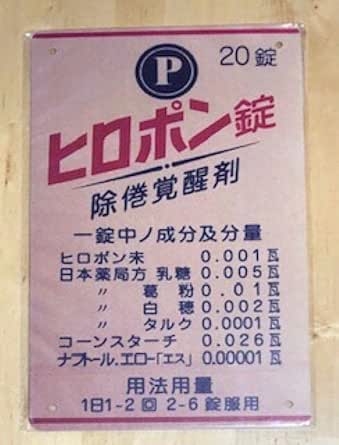 P
20錠
ヒロポン錠
除倦覚醒剤
一錠中ノ成分及分量
ヒロポン末 0.001瓦
日本薬局方 乳糖 0.005瓦
〃 葛粉 0.01瓦
〃 白穂 0.002瓦
〃 タルク 0.0001瓦
コーンスターチ 0.026瓦
ナフトール.エロー「エス」 0.00001瓦
用法用量
1日1-2回 2-6錠服用